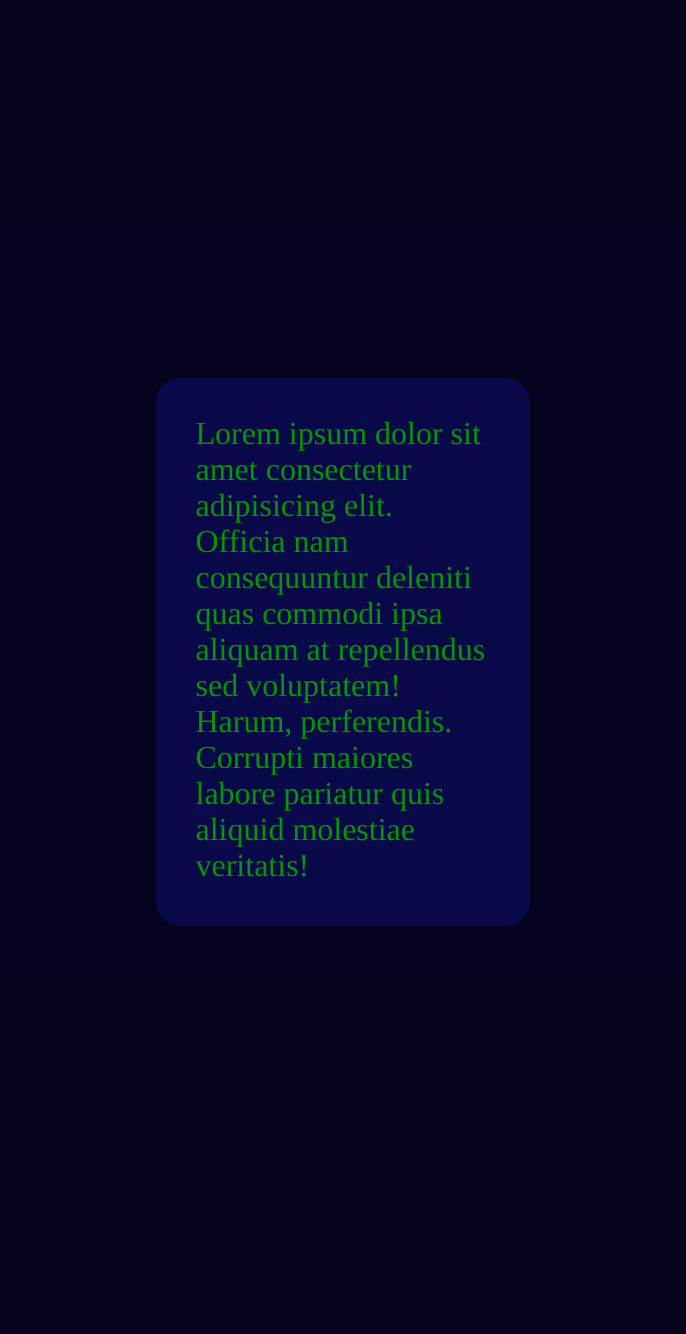 Lorem ipsum dolor sit
amet consectetur
adipisicing elit.
Officia nam
consequuntur deleniti
quas commodi ipsa
aliquam at repellendus
sed voluptatem!
Harum, perferendis.
Corrupti maiores
labore pariatur quis
aliquid molestiae
veritatis!